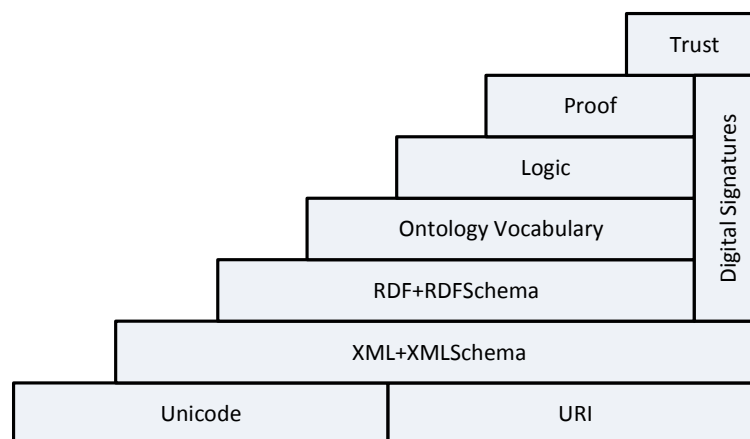 Trust
Proof
Digital Signatures
Logic
Ontology Vocabulary
RDF+RDFSchema
XML+XMLSchema
Unicode
URI